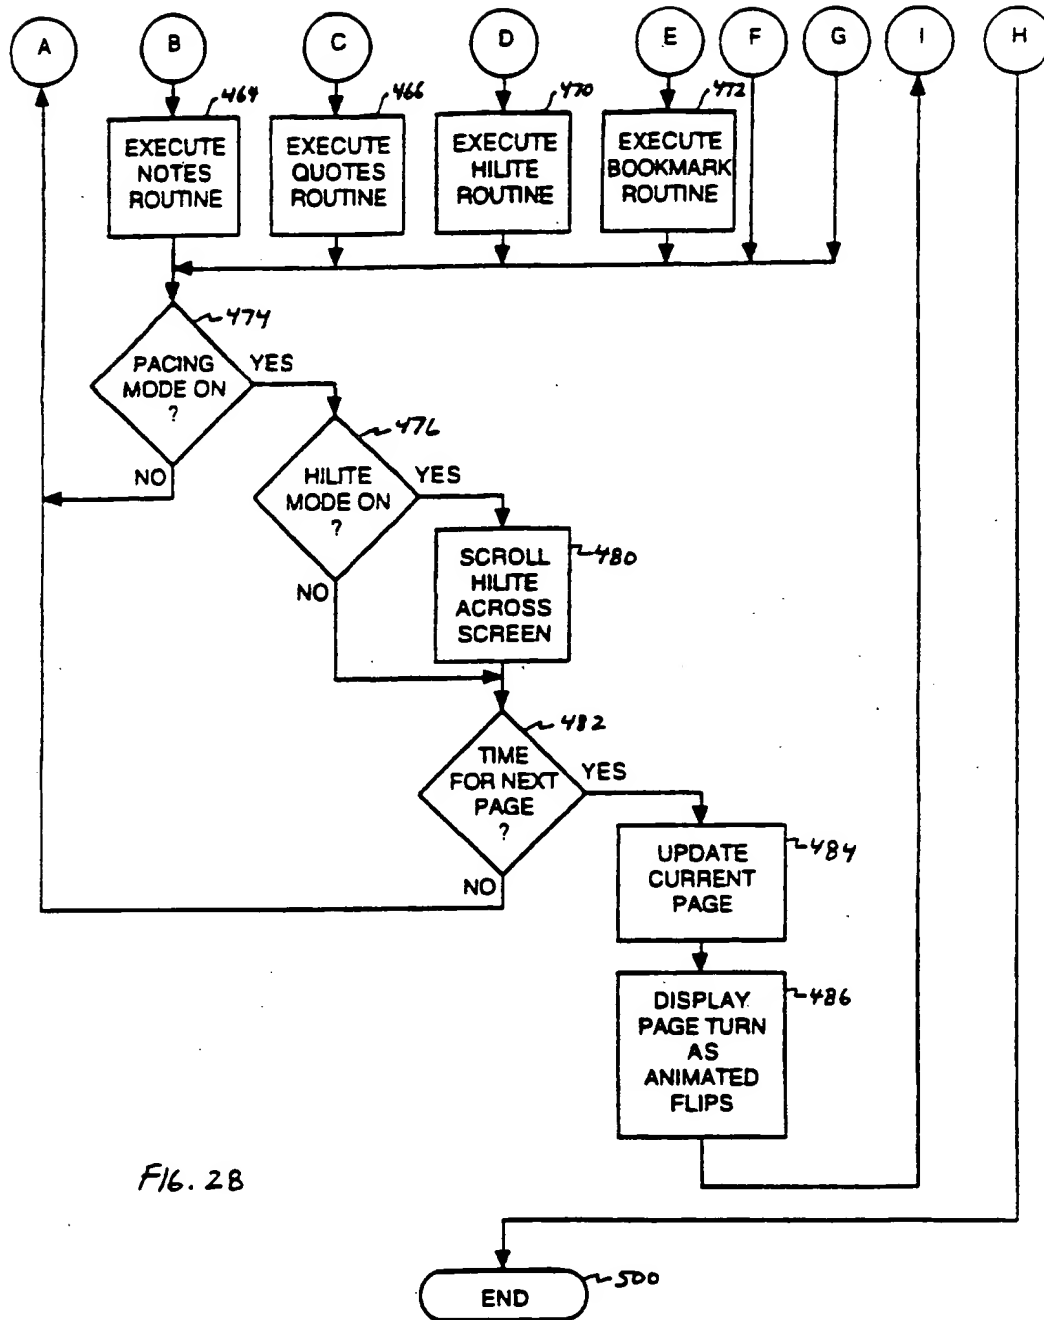 A
B
C
D
E
F
G
I
H
464
466
470
472
EXECUTE
NOTES
ROUTINE
EXECUTE
QUOTES
ROUTINE
EXECUTE
HILITE
ROUTINE
EXECUTE
BOOKMARK
ROUTINE
474
PACING
MODE ON
?
YES
NO
476
HILITE
MODE ON
?
YES
NO
480
SCROLL
HILITE
ACROSS
SCREEN
482
TIME
FOR NEXT
PAGE
?
YES
NO
484
UPDATE
CURRENT
PAGE
486
DISPLAY
PAGE TURN
AS
ANIMATED
FLIPS
FIG. 28
500
END